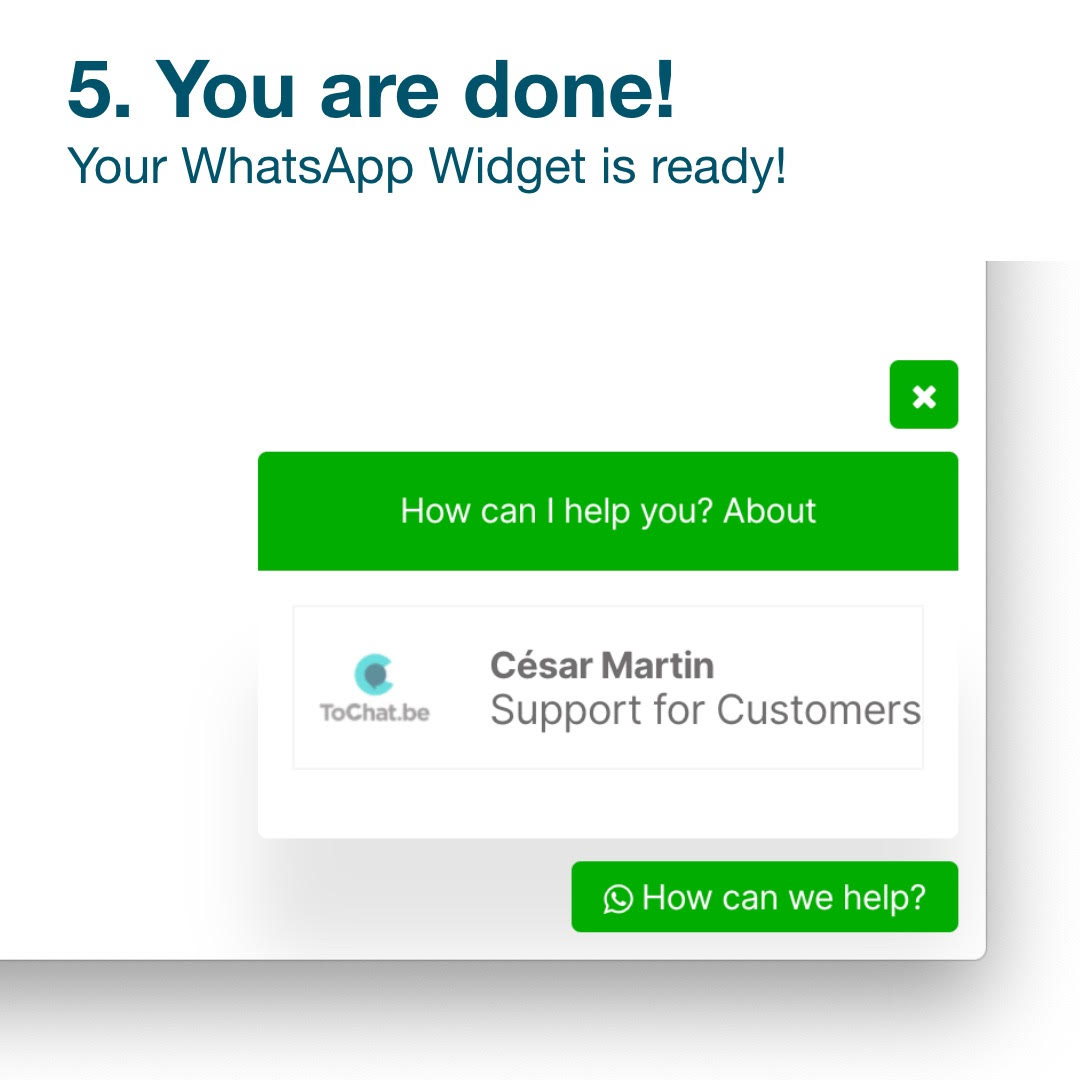 5. You are done!
Your WhatsApp Widget is ready!
How can I help you? About
César Martin
Support for Customers
ToChat.be
How can we help?